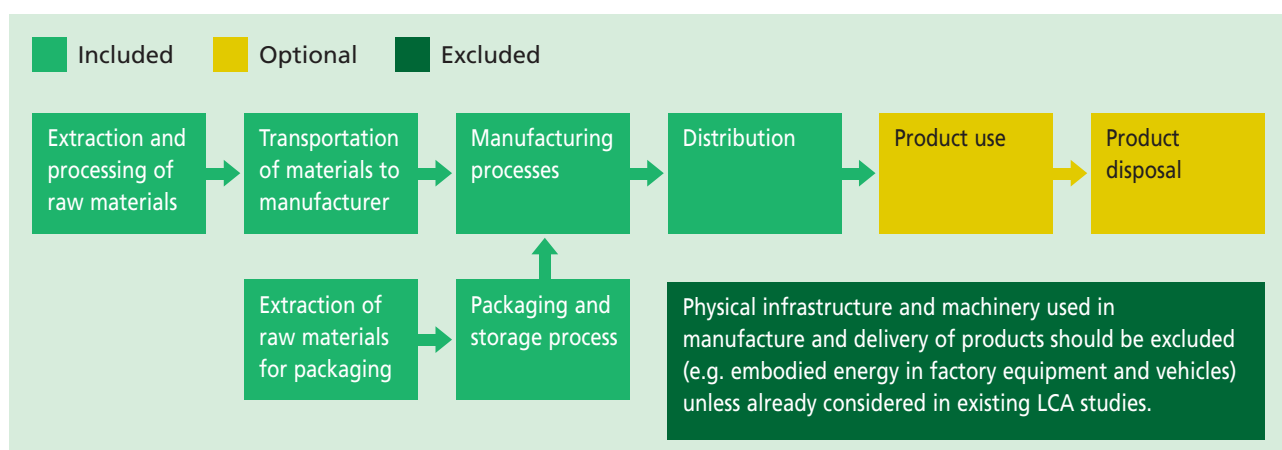 Included
Optional
Excluded
Extraction and
processing of
raw materials
Transportation
of materials to
manufacturer
Manufacturing
processes
Distribution
Product use
Product
disposal
Extraction of
raw materials
for packaging
Packaging and
storage process
Physical infrastructure and machinery used in
manufacture and delivery of products should be excluded
(e.g. embodied energy in factory equipment and vehicles)
unless already considered in existing LCA studies.